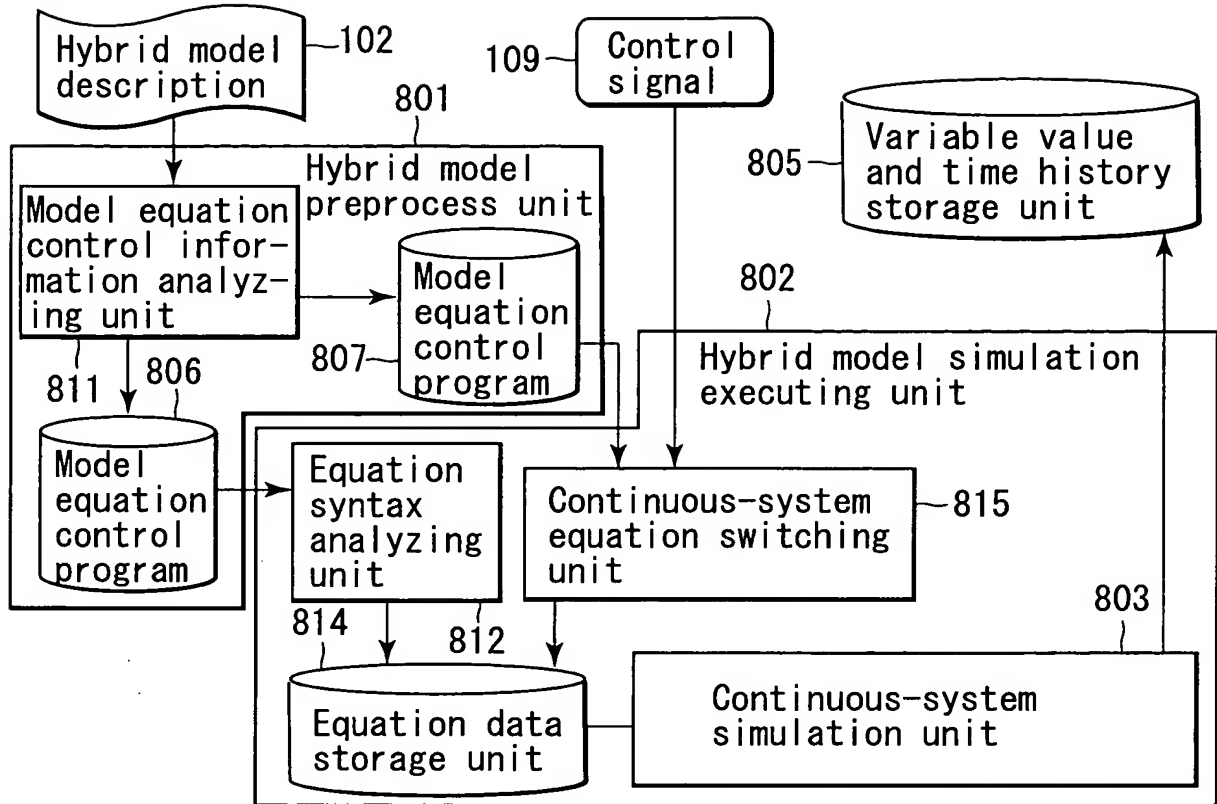 Hybrid model
description
102
109
Control
signal
801
Variable value
and time history
storage unit
805
Hybrid model
preprocess unit
Model equation
control infor-
mation analyz-
ing unit
811
806
Model
equation
control
program
807
802
Hybrid model simulation
executing unit
Model
equation
control
program
Equation
syntax
analyzing
unit
812
Continuous-system
equation switching
unit
815
814
Equation data
storage unit
803
Continuous-system
simulation unit